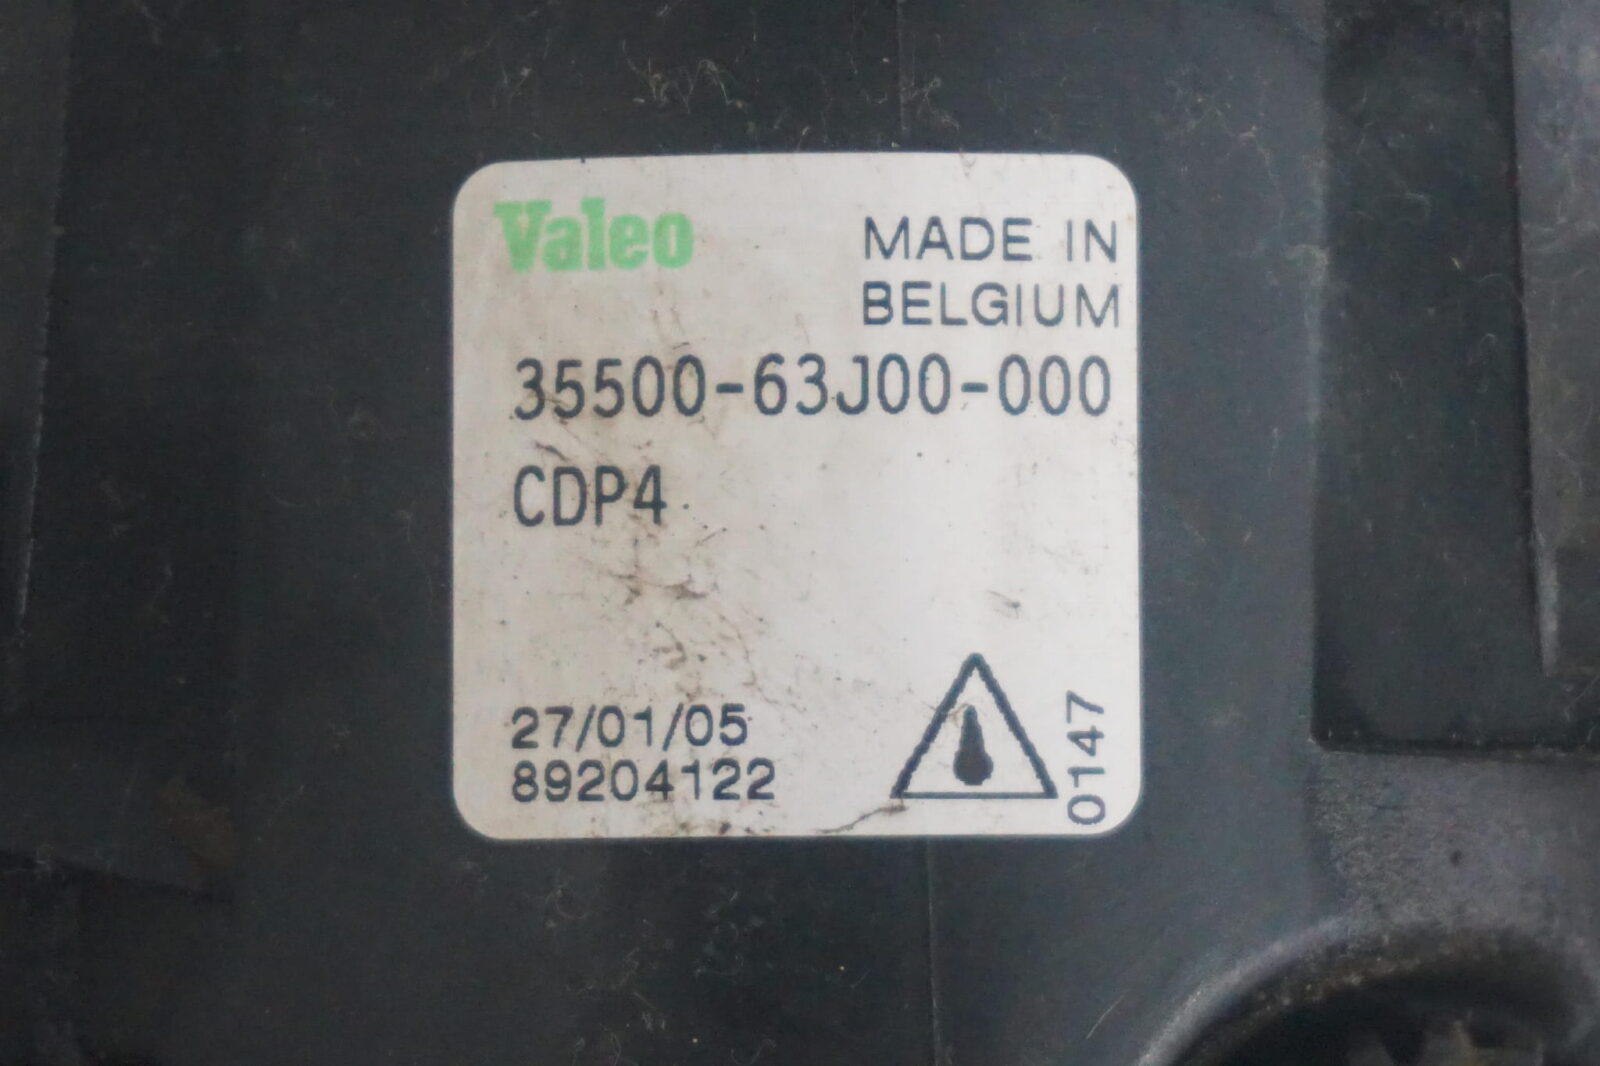 Valeo
MADE IN
BELGIUM
35500-63J00-000
CDP4
27/01/05
89204122
0147